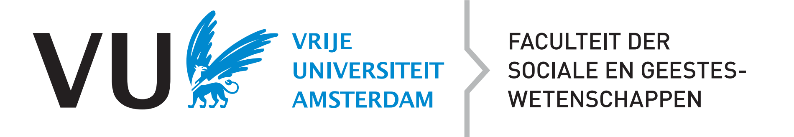 VU
VRIJE
UNIVERSITEIT
AMSTERDAM
FACULTEIT DER
SOCIALE EN GEESTES-
WETENSCHAPPEN